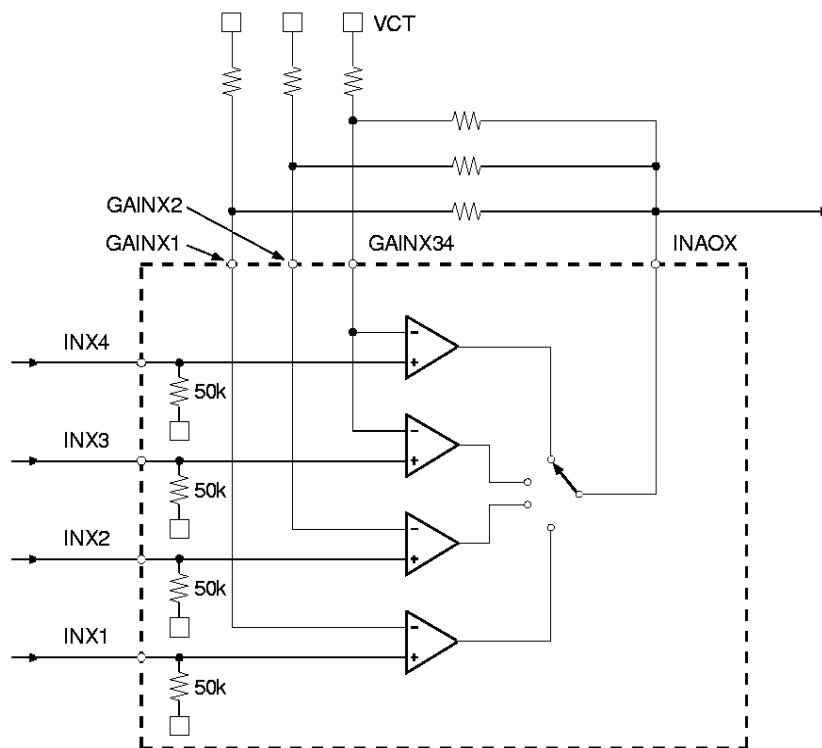 VCT
GAINX2
GAINX1
GAINX34
INAOX
INX4
50k
INX3
50k
INX2
50k
INX1
50k